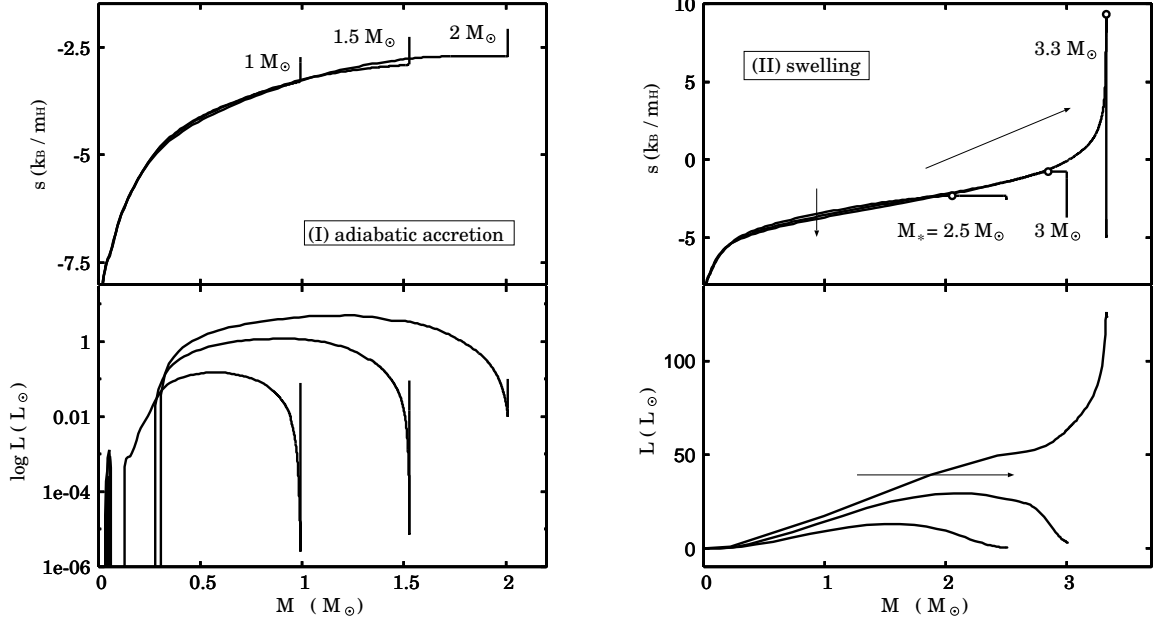 -2.5
-5
-7.5
s (kB / mH)
1 M⊙
1.5 M⊙
2 M⊙
(I) adiabatic accretion
1
0.01
1e-04
1e-06
log L ( L⊙ )
0
0.5
1
1.5
2
M ( M⊙ )
10
5
0
-5
s (kB / mH)
(II) swelling
3.3 M⊙
M* = 2.5 M⊙
3 M⊙
100
50
0
L ( L⊙ )
0
1
2
3
M ( M⊙ )